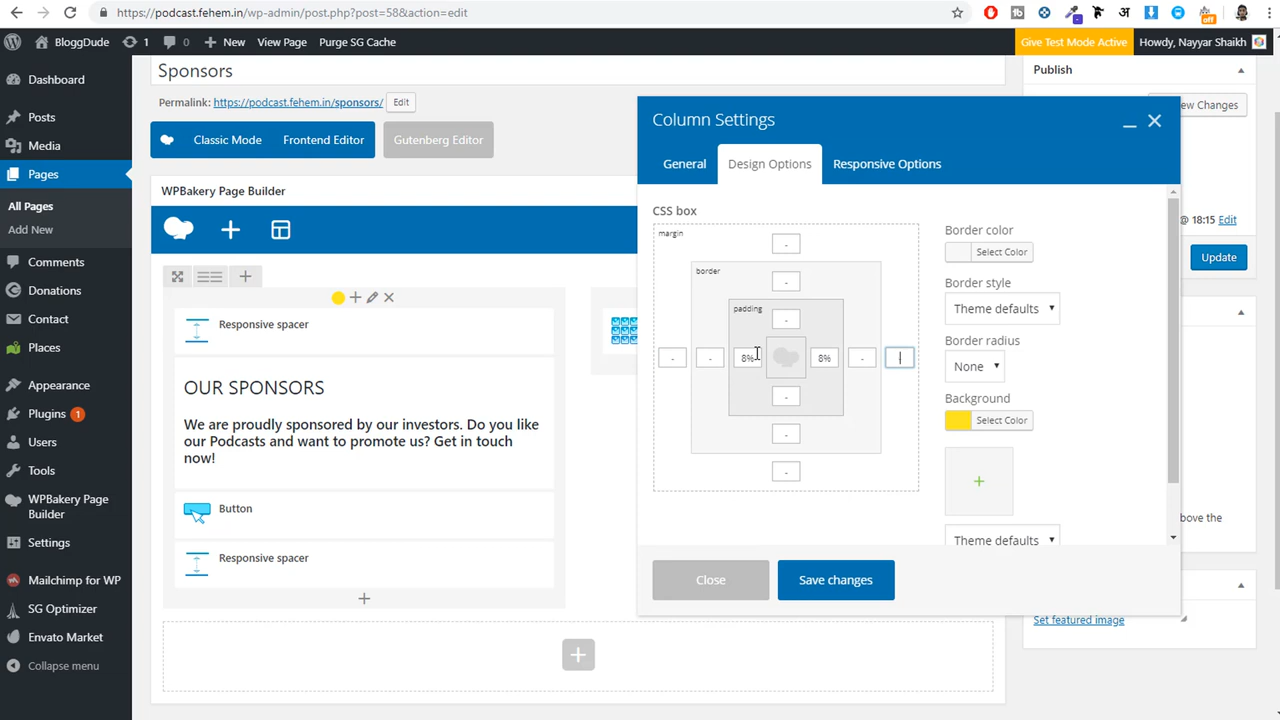 https://podcast.fehem.in/wp-admin/post.php?post=58&action=edit
BloggDude
1
0
New
View Page
Purge SG Cache
Give Test Mode Active
Howdy, Nayyar Shaikh
Dashboard
Posts
Media
Pages
All Pages
Add New
Comments
Donations
Contact
Places
Appearance
Plugins 1
Users
Tools
WPBakery Page
Builder
Settings
Mailchimp for WP
SG Optimizer
Envato Market
Collapse menu
Sponsors
Permalink: https://podcast.fehem.in/sponsors/ Edit
Classic Mode
Frontend Editor
Gutenberg Editor
WPBakery Page Builder
Responsive spacer
OUR SPONSORS
We are proudly sponsored by our investors. Do you like
our Podcasts and want to promote us? Get in touch
now!
Button
Responsive spacer
Column Settings
General
Design Options
Responsive Options
CSS box
margin
-
border
-
padding
-
- - 8% 8% -
-
-
-
Border color
Select Color
Border style
Theme defaults
Border radius
None
Background
Select Color
+
Theme defaults
Close
Save changes
Publish
ew Changes
@ 18:15 Edit
Update
bove the
Set featured image